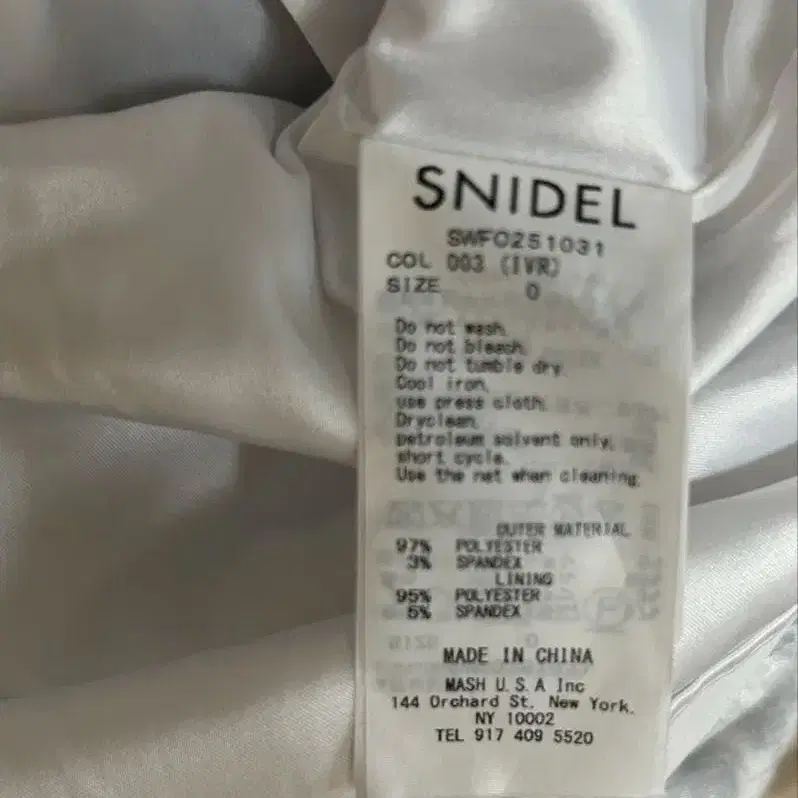 SNIDEL
SWFO251031
COL 003 (IVR)
SIZE 0
Do not wash.
Do not bleach.
Do not tumble dry.
Cool iron.
use press cloth.
Dryclean.
petroleum solvent only.
short cycle.
Use the net when cleaning.
OUTER MATERIAL
97% POLYESTER
3% SPANDEX
LINING
95% POLYESTER
5% SPANDEX
MADE IN CHINA
MASH U.S.A Inc
144 Orchard St. New York.
NY 10002
TEL 917 409 5520